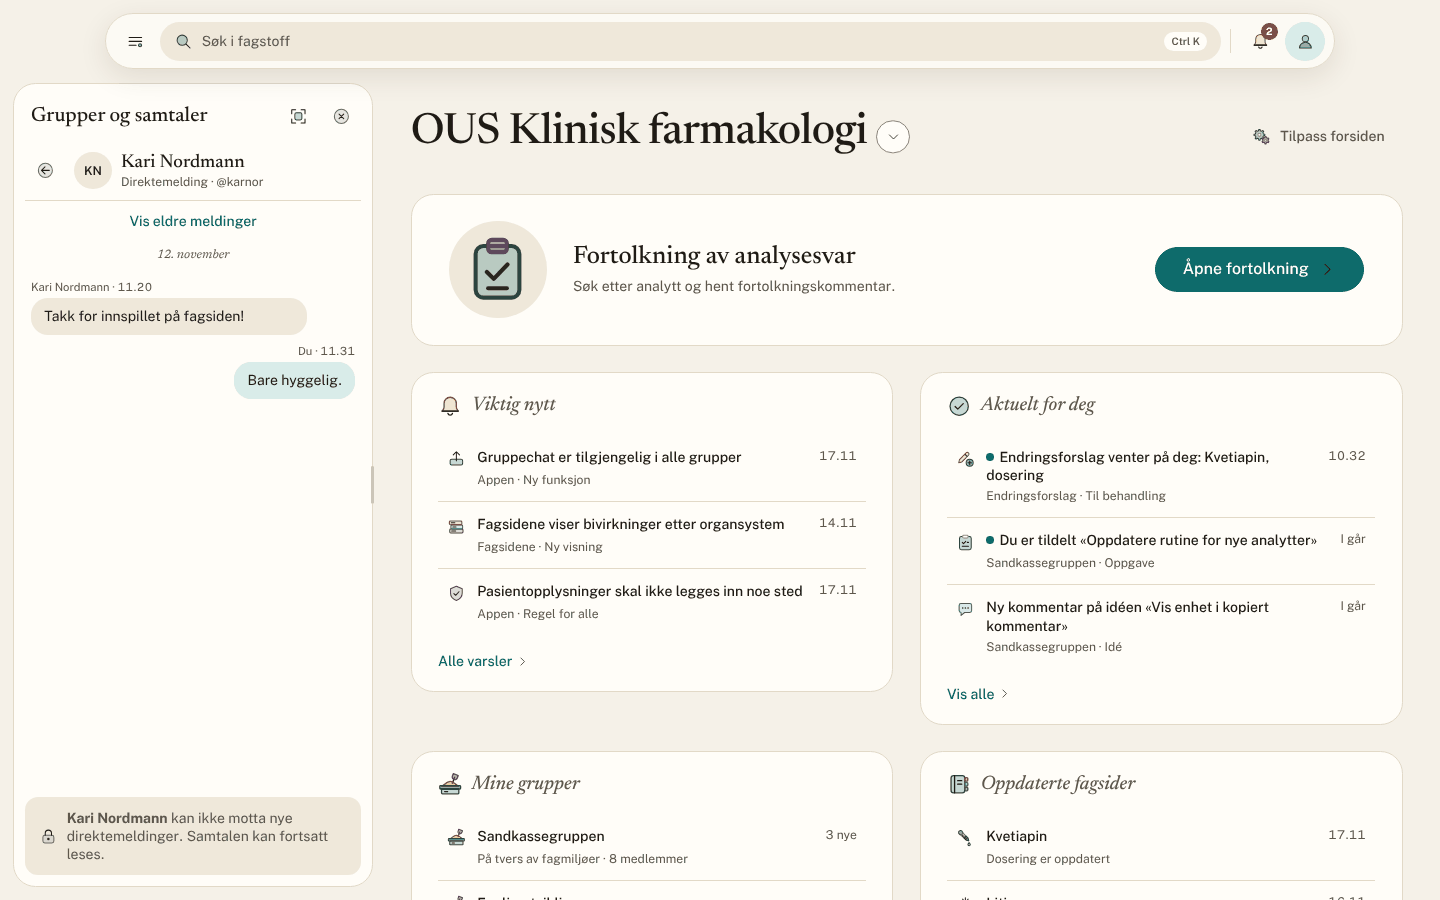 Søk i fagstoff
Ctrl K
2
Grupper og samtaler
KN
Kari Nordmann
Direktemelding · @karnor
Vis eldre meldinger
12. november
Kari Nordmann · 11.20
Takk for innspillet på fagsiden!
Du · 11.31
Bare hyggelig.
Kari Nordmann kan ikke motta nye
direktemeldinger. Samtalen kan fortsatt
leses.
OUS Klinisk farmakologi
Tilpass forsiden
Fortolkning av analysesvar
Søk etter analytt og hent fortolkningskommentar.
Åpne fortolkning
Viktig nytt
Gruppechat er tilgjengelig i alle grupper
17.11
Appen · Ny funksjon
Fagsidene viser bivirkninger etter organsystem
14.11
Fagsidene · Ny visning
Pasientopplysninger skal ikke legges inn noe sted
17.11
Appen · Regel for alle
Alle varsler
Aktuelt for deg
Endringsforslag venter på deg: Kvetiapin,
dosering
10.32
Endringsforslag · Til behandling
Du er tildelt «Oppdatere rutine for nye analytter»
I går
Sandkassegruppen · Oppgave
Ny kommentar på idéen «Vis enhet i kopiert
kommentar»
I går
Sandkassegruppen · Idé
Vis alle
Mine grupper
Sandkassegruppen
3 nye
På tvers av fagmiljøer · 8 medlemmer
Oppdaterte fagsider
Kvetiapin
17.11
Dosering er oppdatert